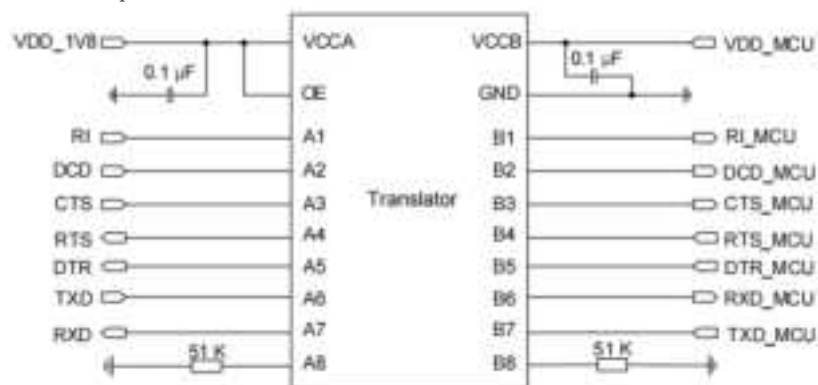 VDD_1V8 VCCA VCCB VDD_MCU
0.1 µF 0.1 µF
OE GND
RI A1 B1 RI_MCU
DCD A2 B2 DCD_MCU
CTS A3 Translator B3 CTS_MCU
RTS A4 B4 RTS_MCU
DTR A5 B5 DTR_MCU
TXD A6 B6 RXD_MCU
RXD A7 B7 TXD_MCU
51 K A8 B8 51 K